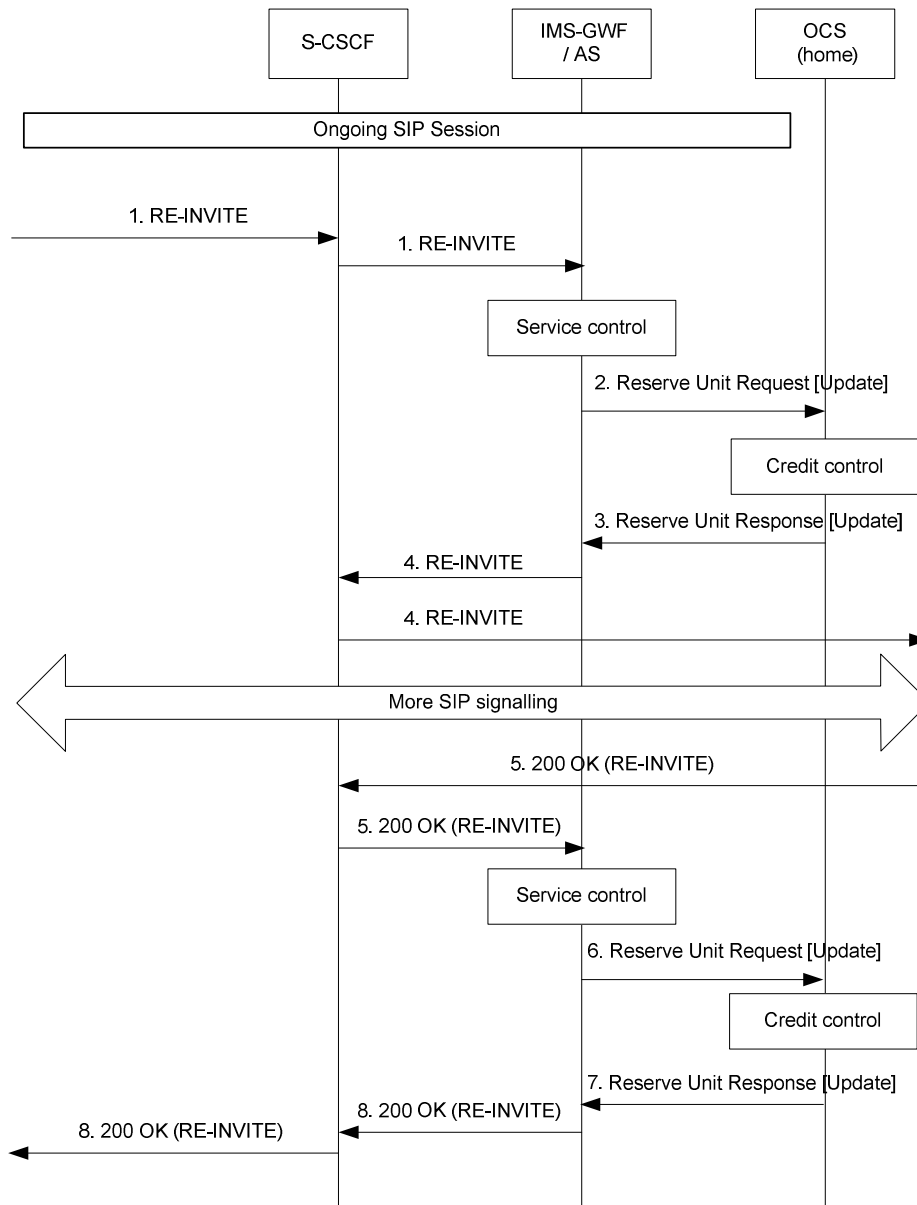 S-CSCF
IMS-GWF
/ AS
OCS
(home)
Ongoing SIP Session
1. RE-INVITE
1. RE-INVITE
Service control
2. Reserve Unit Request [Update]
Credit control
3. Reserve Unit Response [Update]
4. RE-INVITE
4. RE-INVITE
More SIP signalling
5. 200 OK (RE-INVITE)
5. 200 OK (RE-INVITE)
Service control
6. Reserve Unit Request [Update]
Credit control
7. Reserve Unit Response [Update]
8. 200 OK (RE-INVITE)
8. 200 OK (RE-INVITE)